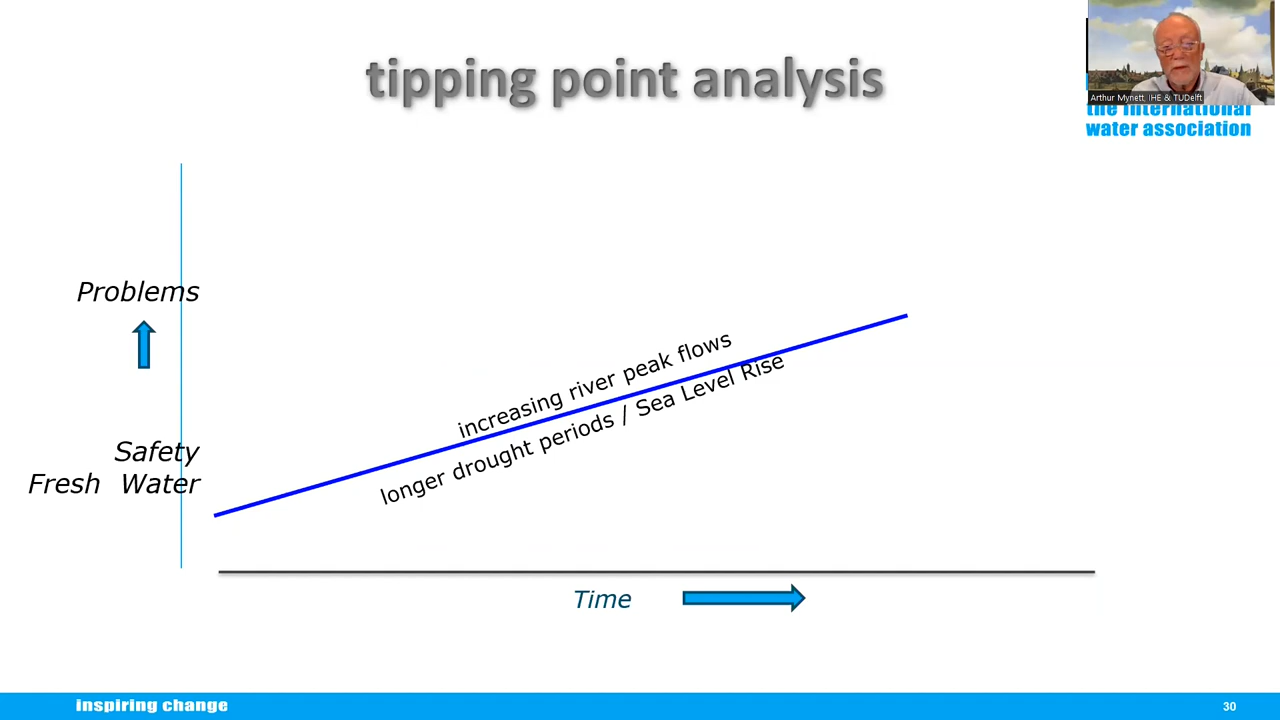 tipping point analysis
Arthur Mynett, IHE & TUDelft
the international
water association
Problems
increasing river peak flows
longer drought periods / Sea Level Rise
Safety
Fresh Water
Time
inspiring change
30